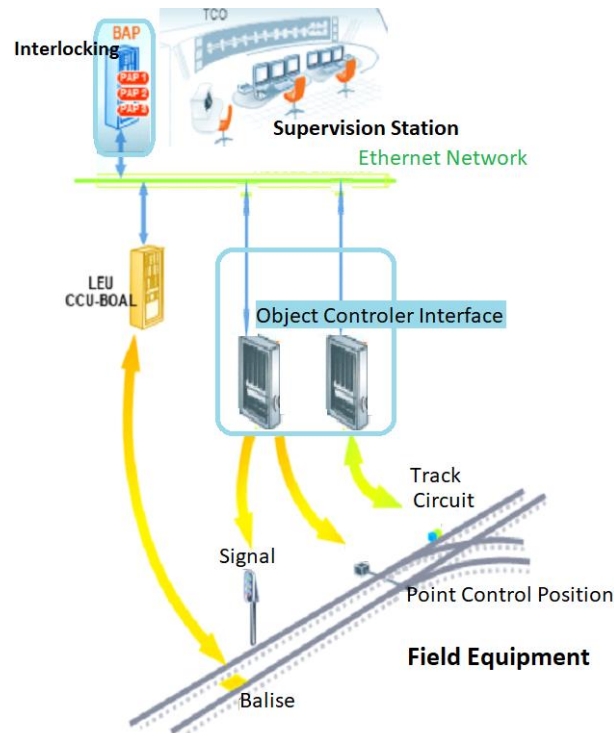 TCO
BAP
Interlocking
PAP 1
PAP 2
PAP 3
Supervision Station
Ethernet Network
LEU
CCU-BOAL
Object Controler Interface
Track
Circuit
Signal
Point Control Position
Field Equipment
Balise